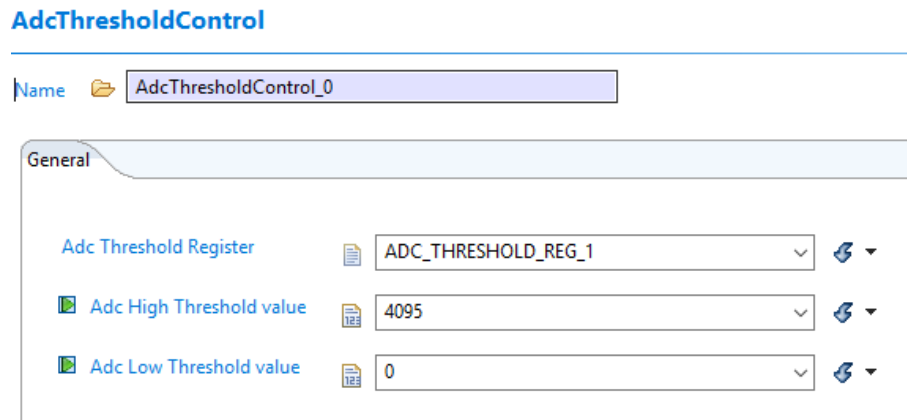 AdcThresholdControl
Name AdcThresholdControl_0
General
Adc Threshold Register ADC_THRESHOLD_REG_1
Adc High Threshold value 4095
Adc Low Threshold value 0